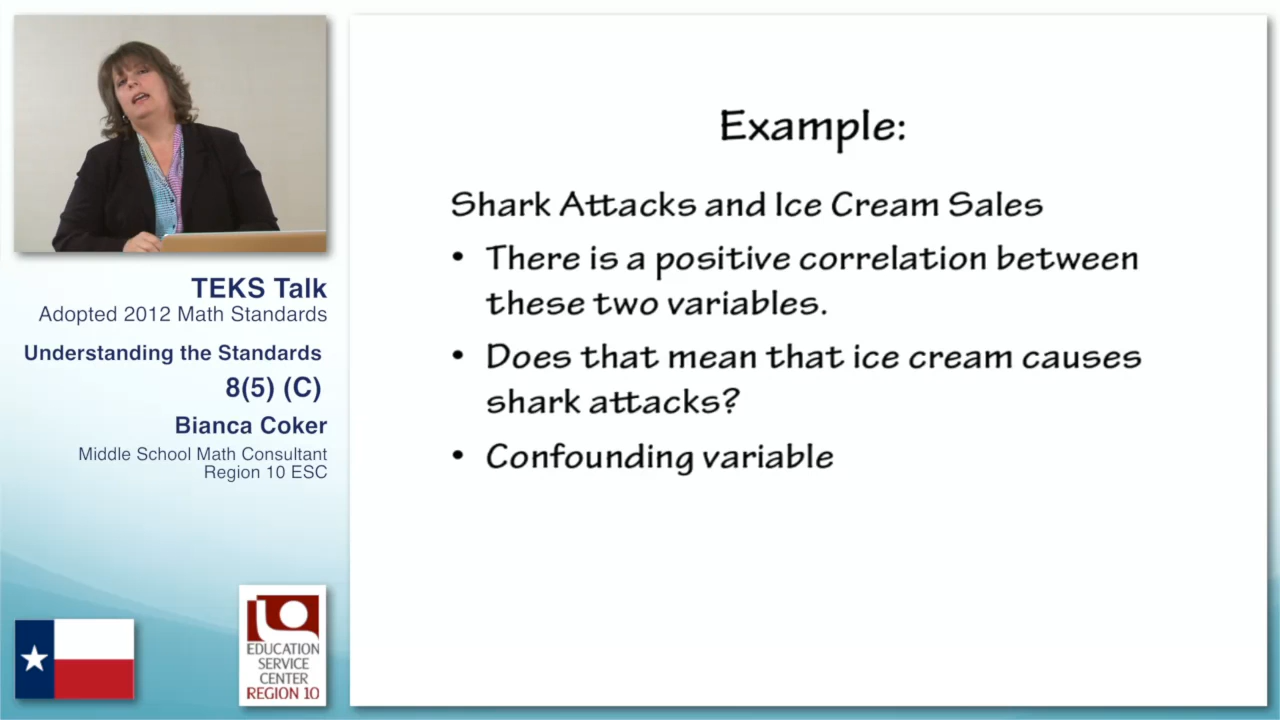 TEKS Talk
Adopted 2012 Math Standards
Understanding the Standards
8(5) (C)
Bianca Coker
Middle School Math Consultant
Region 10 ESC
EDUCATION
SERVICE
CENTER
REGION 10
Example:
Shark Attacks and Ice Cream Sales
• There is a positive correlation between
these two variables.
• Does that mean that ice cream causes
shark attacks?
• Confounding variable